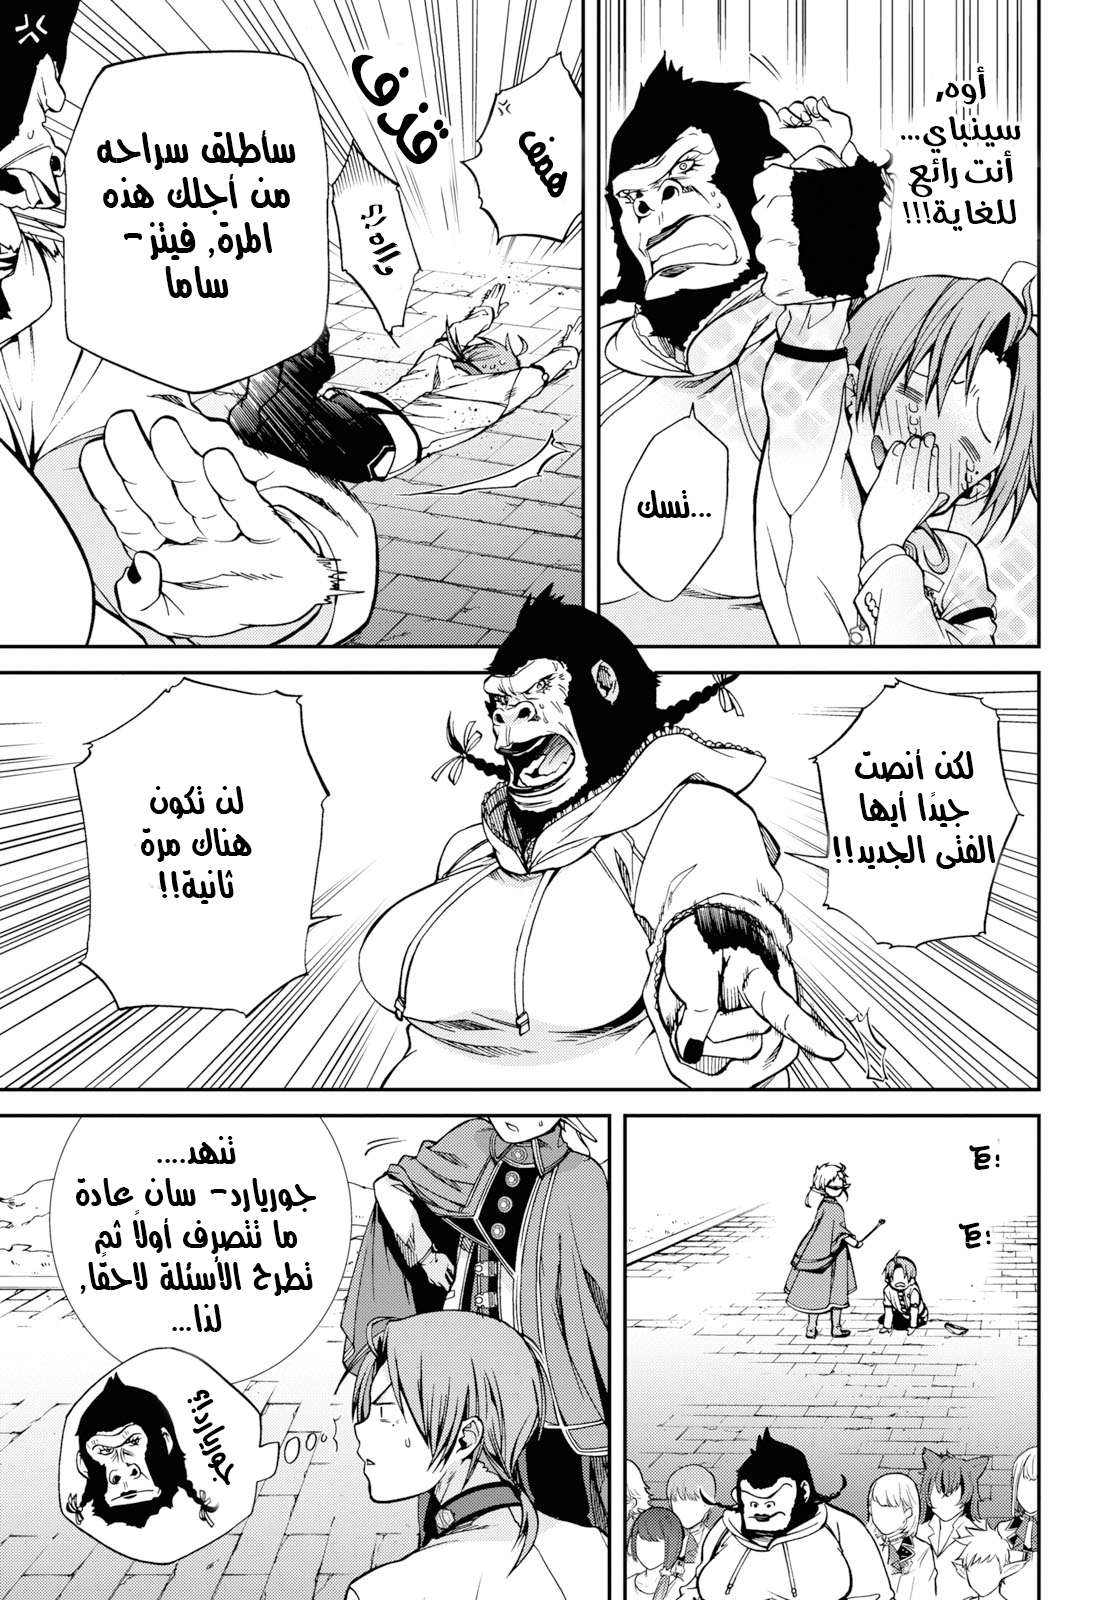 أوه,
سينباي...
أنت رائع
للغاية!!!
...تسك
همف
قذف
وااه؟!
سأطلق سراحه
من أجلك هذه
المرة, فيتز-
ساما
لكن أنصت
جيدًا أيها
الفتى الجديد!!
لن تكون
هناك مرة
ثانية!!
تنهد....
جوريارد- سان عادة
ما تتصرف أولاً ثم
تطرح الأسئلة لاحقًا,
لذا...
جوريارد؟!